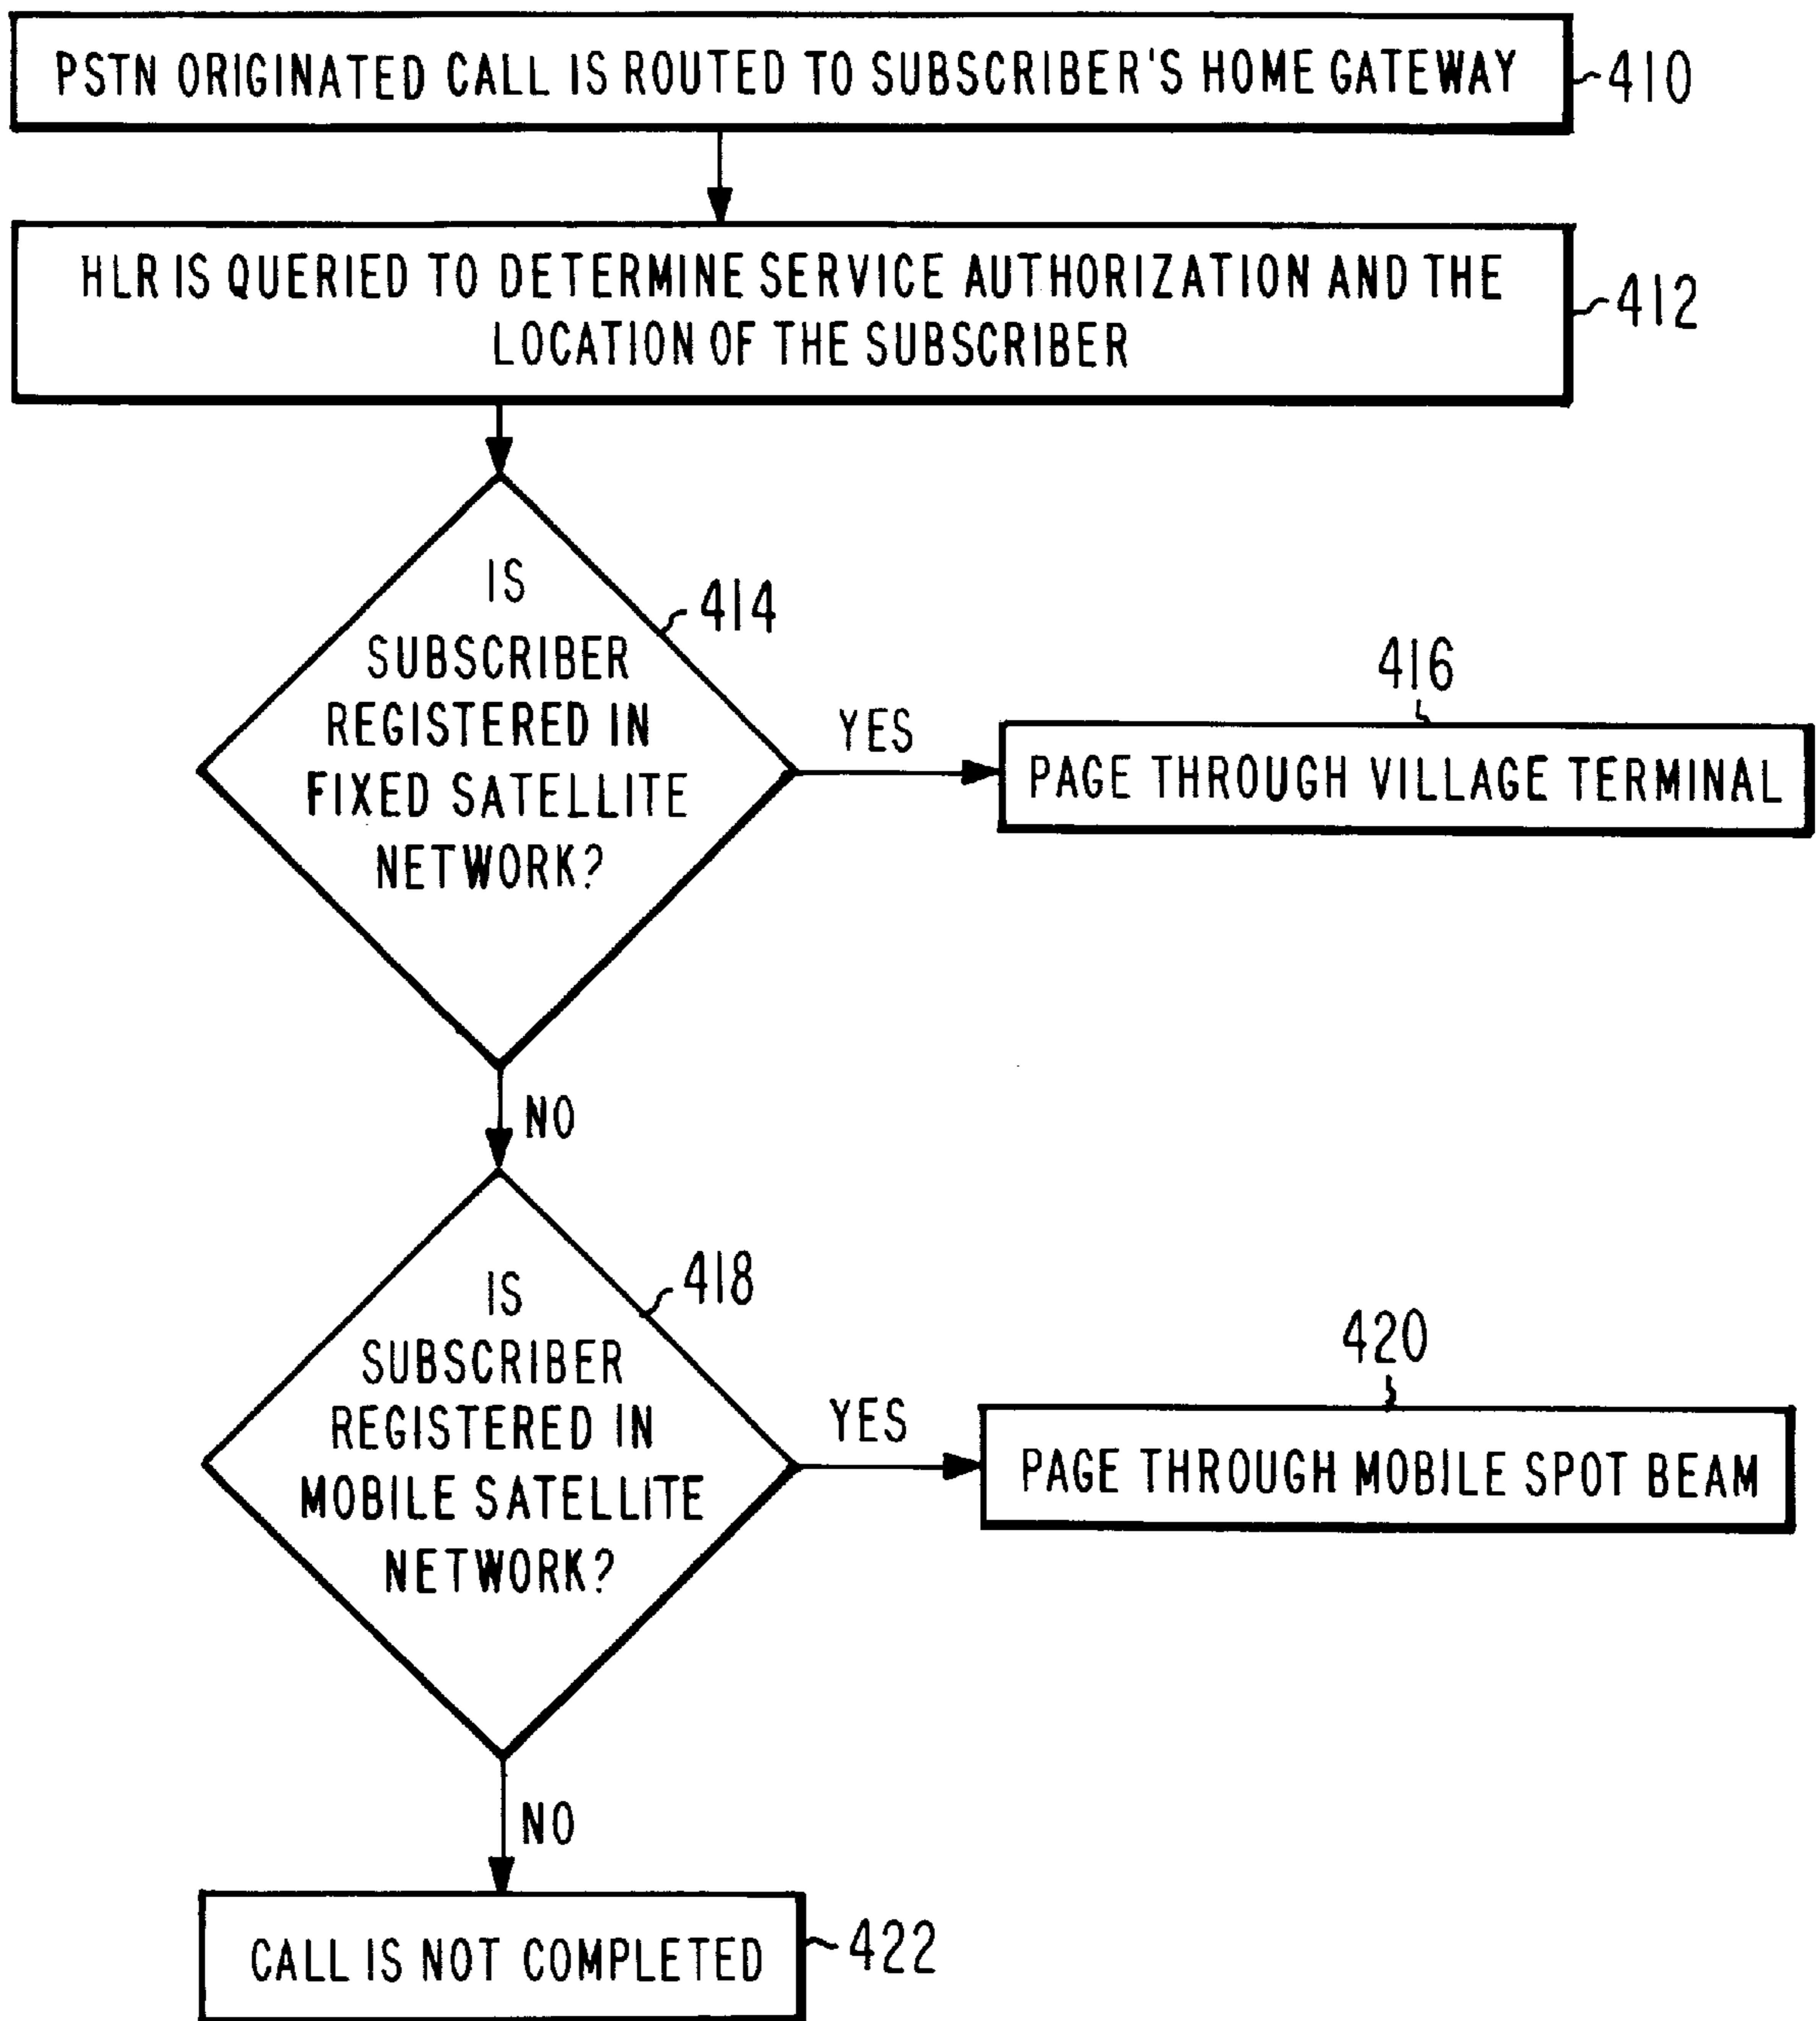 PSTN ORIGINATED CALL IS ROUTED TO SUBSCRIBER'S HOME GATEWAY
410
HLR IS QUERIED TO DETERMINE SERVICE AUTHORIZATION AND THE
LOCATION OF THE SUBSCRIBER
412
IS
SUBSCRIBER
REGISTERED IN
FIXED SATELLITE
NETWORK?
414
YES
416
PAGE THROUGH VILLAGE TERMINAL
NO
IS
SUBSCRIBER
REGISTERED IN
MOBILE SATELLITE
NETWORK?
418
YES
420
PAGE THROUGH MOBILE SPOT BEAM
NO
CALL IS NOT COMPLETED
422